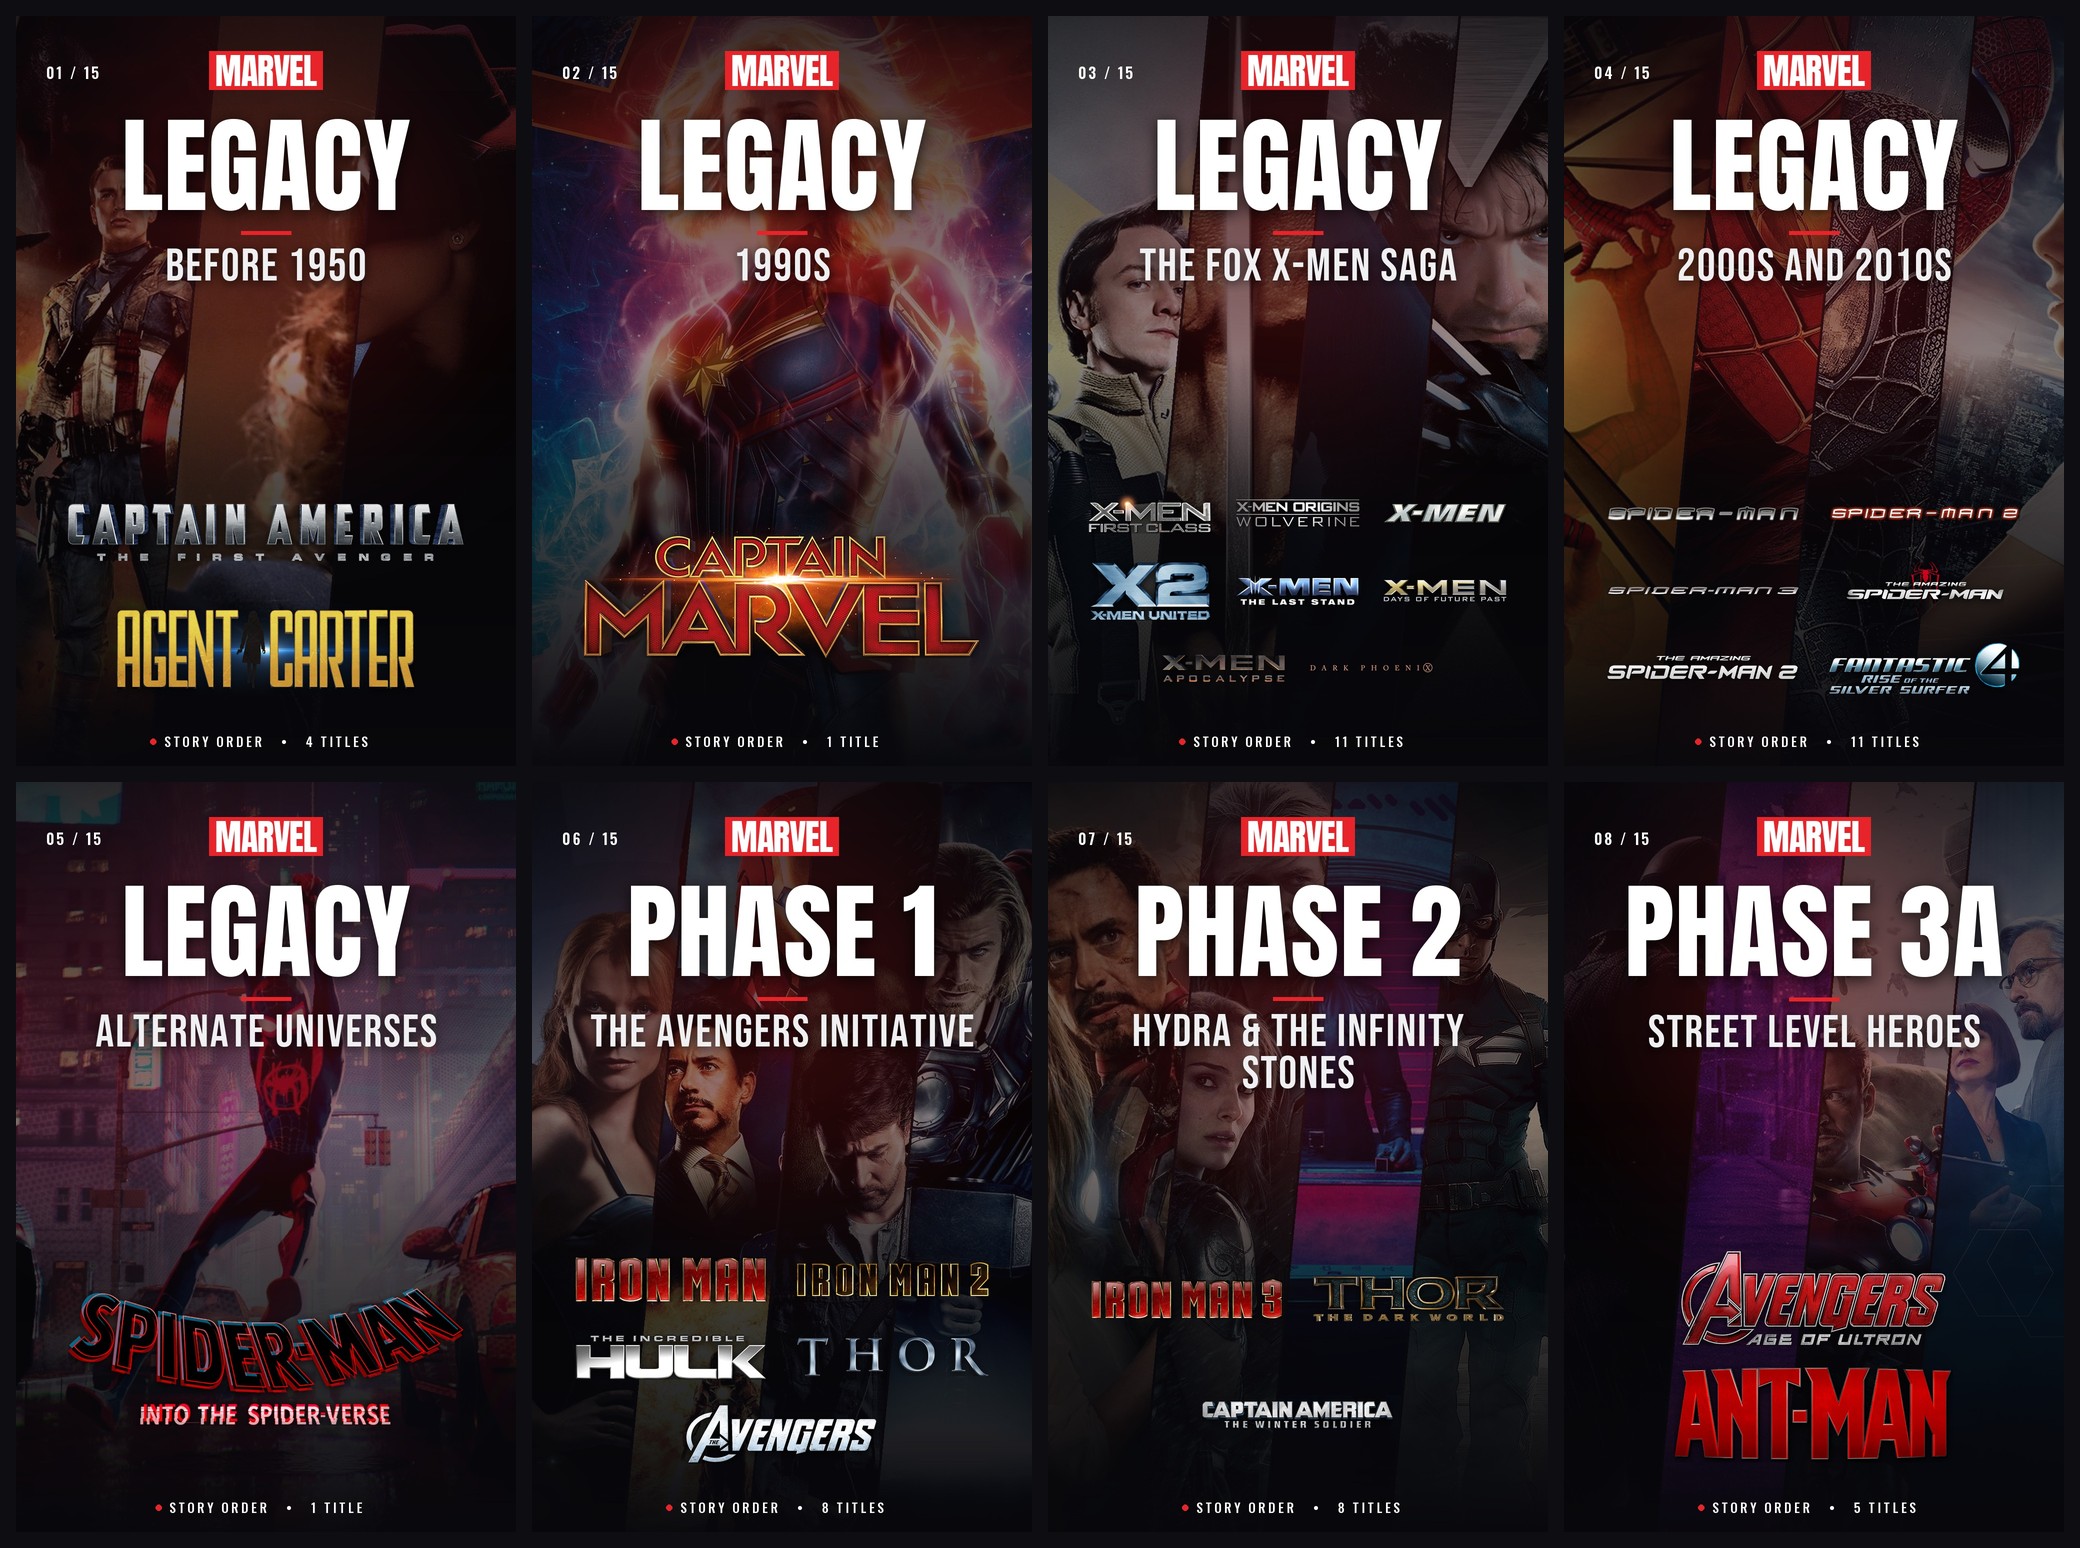 01 / 15
MARVEL
LEGACY
BEFORE 1950
CAPTAIN AMERICA
THE FIRST AVENGER
AGENT CARTER
STORY ORDER • 4 TITLES
02 / 15
MARVEL
LEGACY
1990S
CAPTAIN
MARVEL
STORY ORDER • 1 TITLE
03 / 15
MARVEL
LEGACY
THE FOX X-MEN SAGA
X-MEN
FIRST CLASS
X-MEN ORIGINS
WOLVERINE
X-MEN
X2
X-MEN UNITED
X-MEN
THE LAST STAND
X-MEN
DAYS OF FUTURE PAST
X-MEN
APOCALYPSE
DARK PHOENIX
STORY ORDER • 11 TITLES
04 / 15
MARVEL
LEGACY
2000S AND 2010S
SPIDER-MAN
SPIDER-MAN 2
SPIDER-MAN 3
THE AMAZING
SPIDER-MAN
THE AMAZING
SPIDER-MAN 2
FANTASTIC 4
RISE OF THE
SILVER SURFER
STORY ORDER • 11 TITLES
05 / 15
MARVEL
LEGACY
ALTERNATE UNIVERSES
SPIDER-MAN
INTO THE SPIDER-VERSE
STORY ORDER • 1 TITLE
06 / 15
MARVEL
PHASE 1
THE AVENGERS INITIATIVE
IRON MAN
IRON MAN 2
THE INCREDIBLE
HULK
THOR
THE AVENGERS
STORY ORDER • 8 TITLES
07 / 15
MARVEL
PHASE 2
HYDRA & THE INFINITY
STONES
IRON MAN 3
THOR
THE DARK WORLD
CAPTAIN AMERICA
THE WINTER SOLDIER
STORY ORDER • 8 TITLES
08 / 15
MARVEL
PHASE 3A
STREET LEVEL HEROES
AVENGERS
AGE OF ULTRON
ANT-MAN
STORY ORDER • 5 TITLES